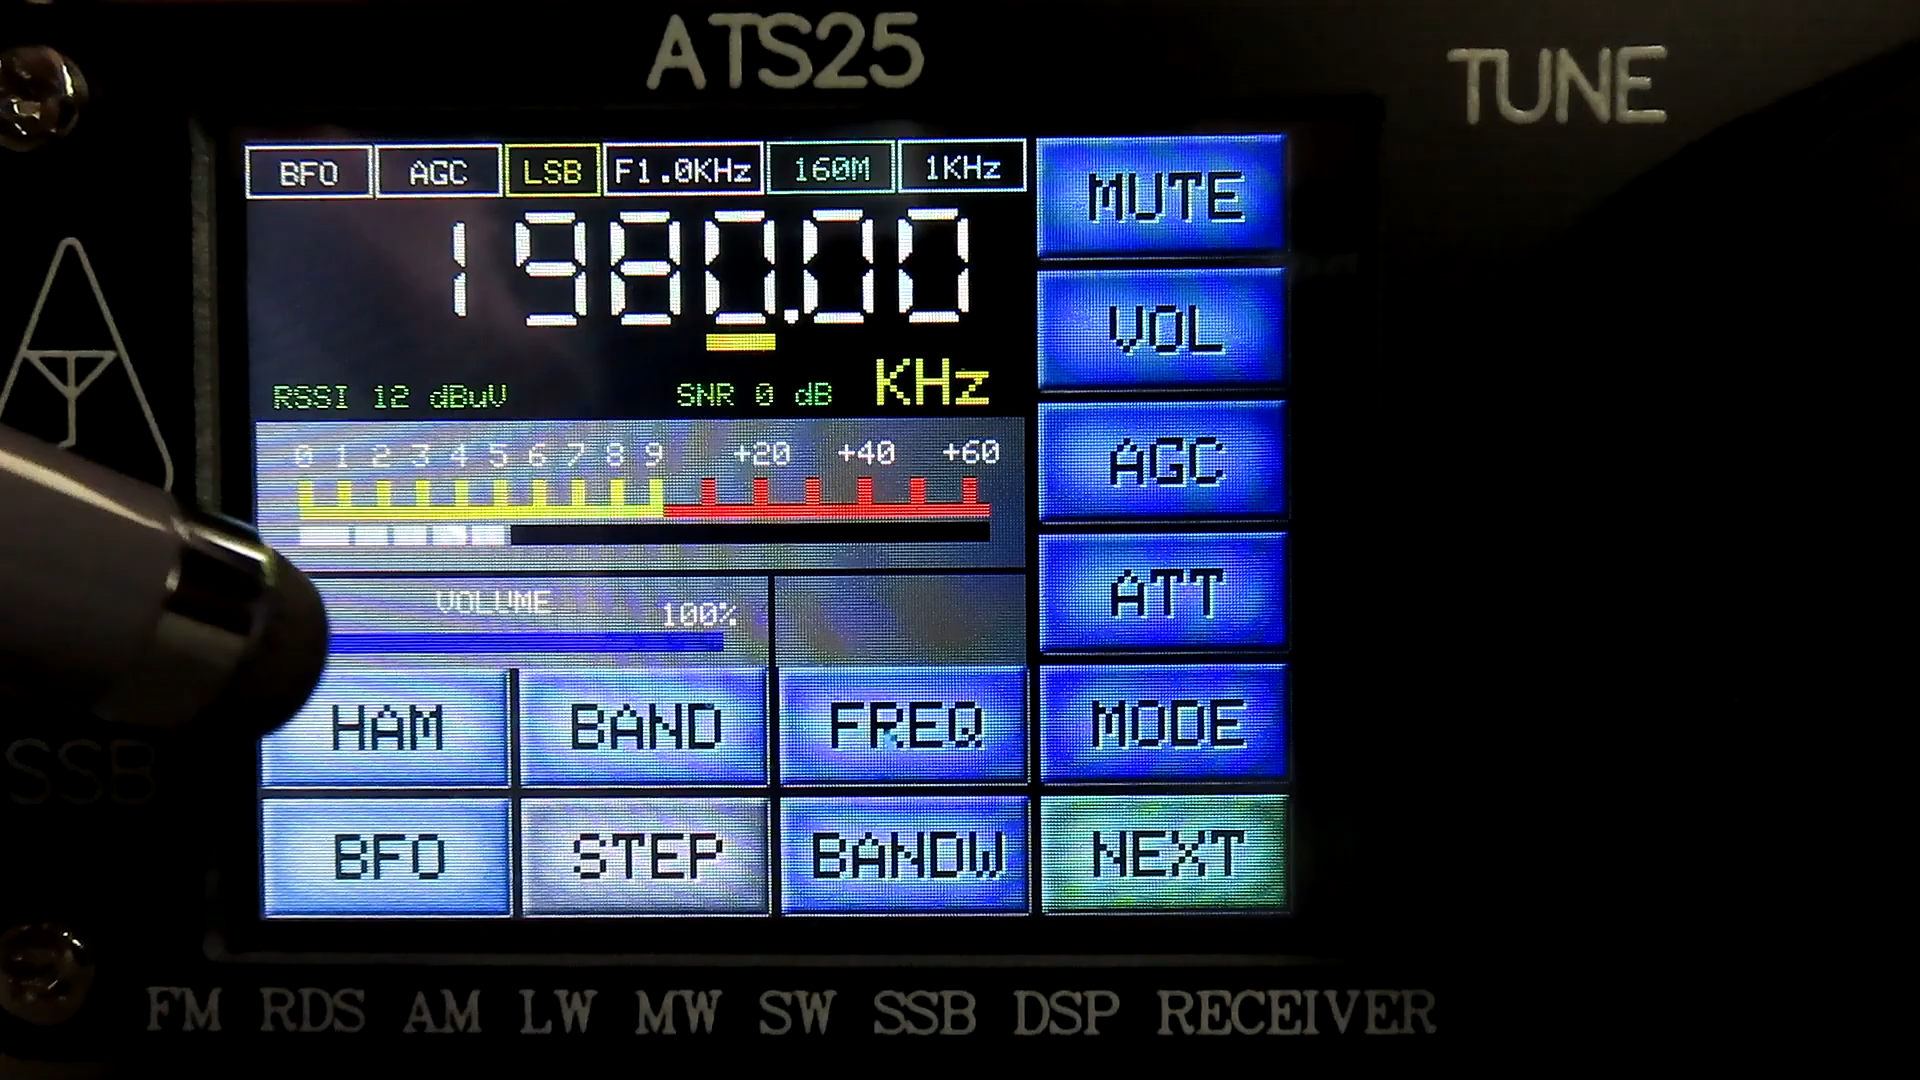 ATS25
TUNE
BFO AGC LSB F1.0KHz 160M 1KHz
1980.00
RSSI 12 dBuV SNR 0 dB KHz
0 1 2 3 4 5 6 7 8 9 +20 +40 +60
VOLUME 100%
HAM BAND FREQ
BFO STEP BANDW
MUTE
VOL
AGC
ATT
MODE
NEXT
SSB
FM RDS AM LW MW SW SSB DSP RECEIVER